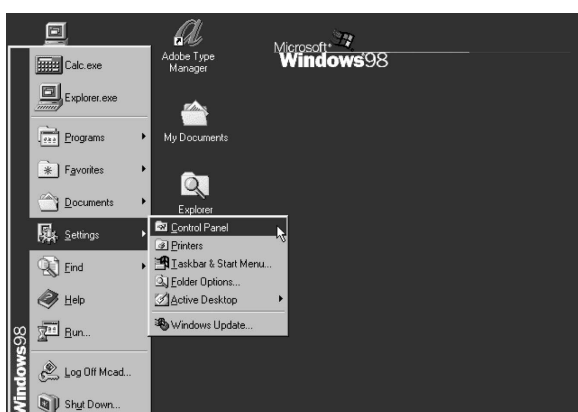 Adobe Type
Manager
Microsoft
Windows98
My Documents
Explorer
Calc.exe
Explorer.exe
Programs
Favorites
Documents
Settings
Find
Help
Run...
Log Off Mcad...
Shut Down...
Windows98
Control Panel
Printers
Taskbar & Start Menu...
Folder Options...
Active Desktop
Windows Update...